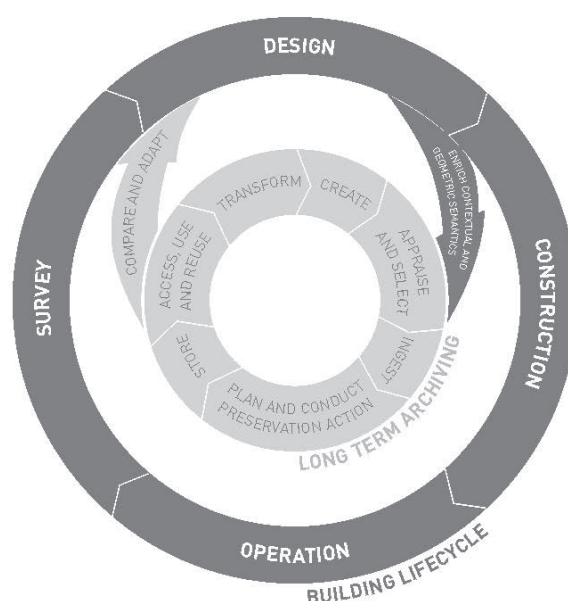 DESIGN
COMPARE AND ADAPT
ENRICH CONTEXTUAL AND
GEOMETRIC SEMANTICS
TRANSFORM
CREATE
ACCESS, USE
AND REUSE
APPRAISE
AND SELECT
SURVEY
CONSTRUCTION
STORE
INGEST
PLAN AND CONDUCT
PRESERVATION ACTION
LONG TERM ARCHIVING
OPERATION
BUILDING LIFECYCLE